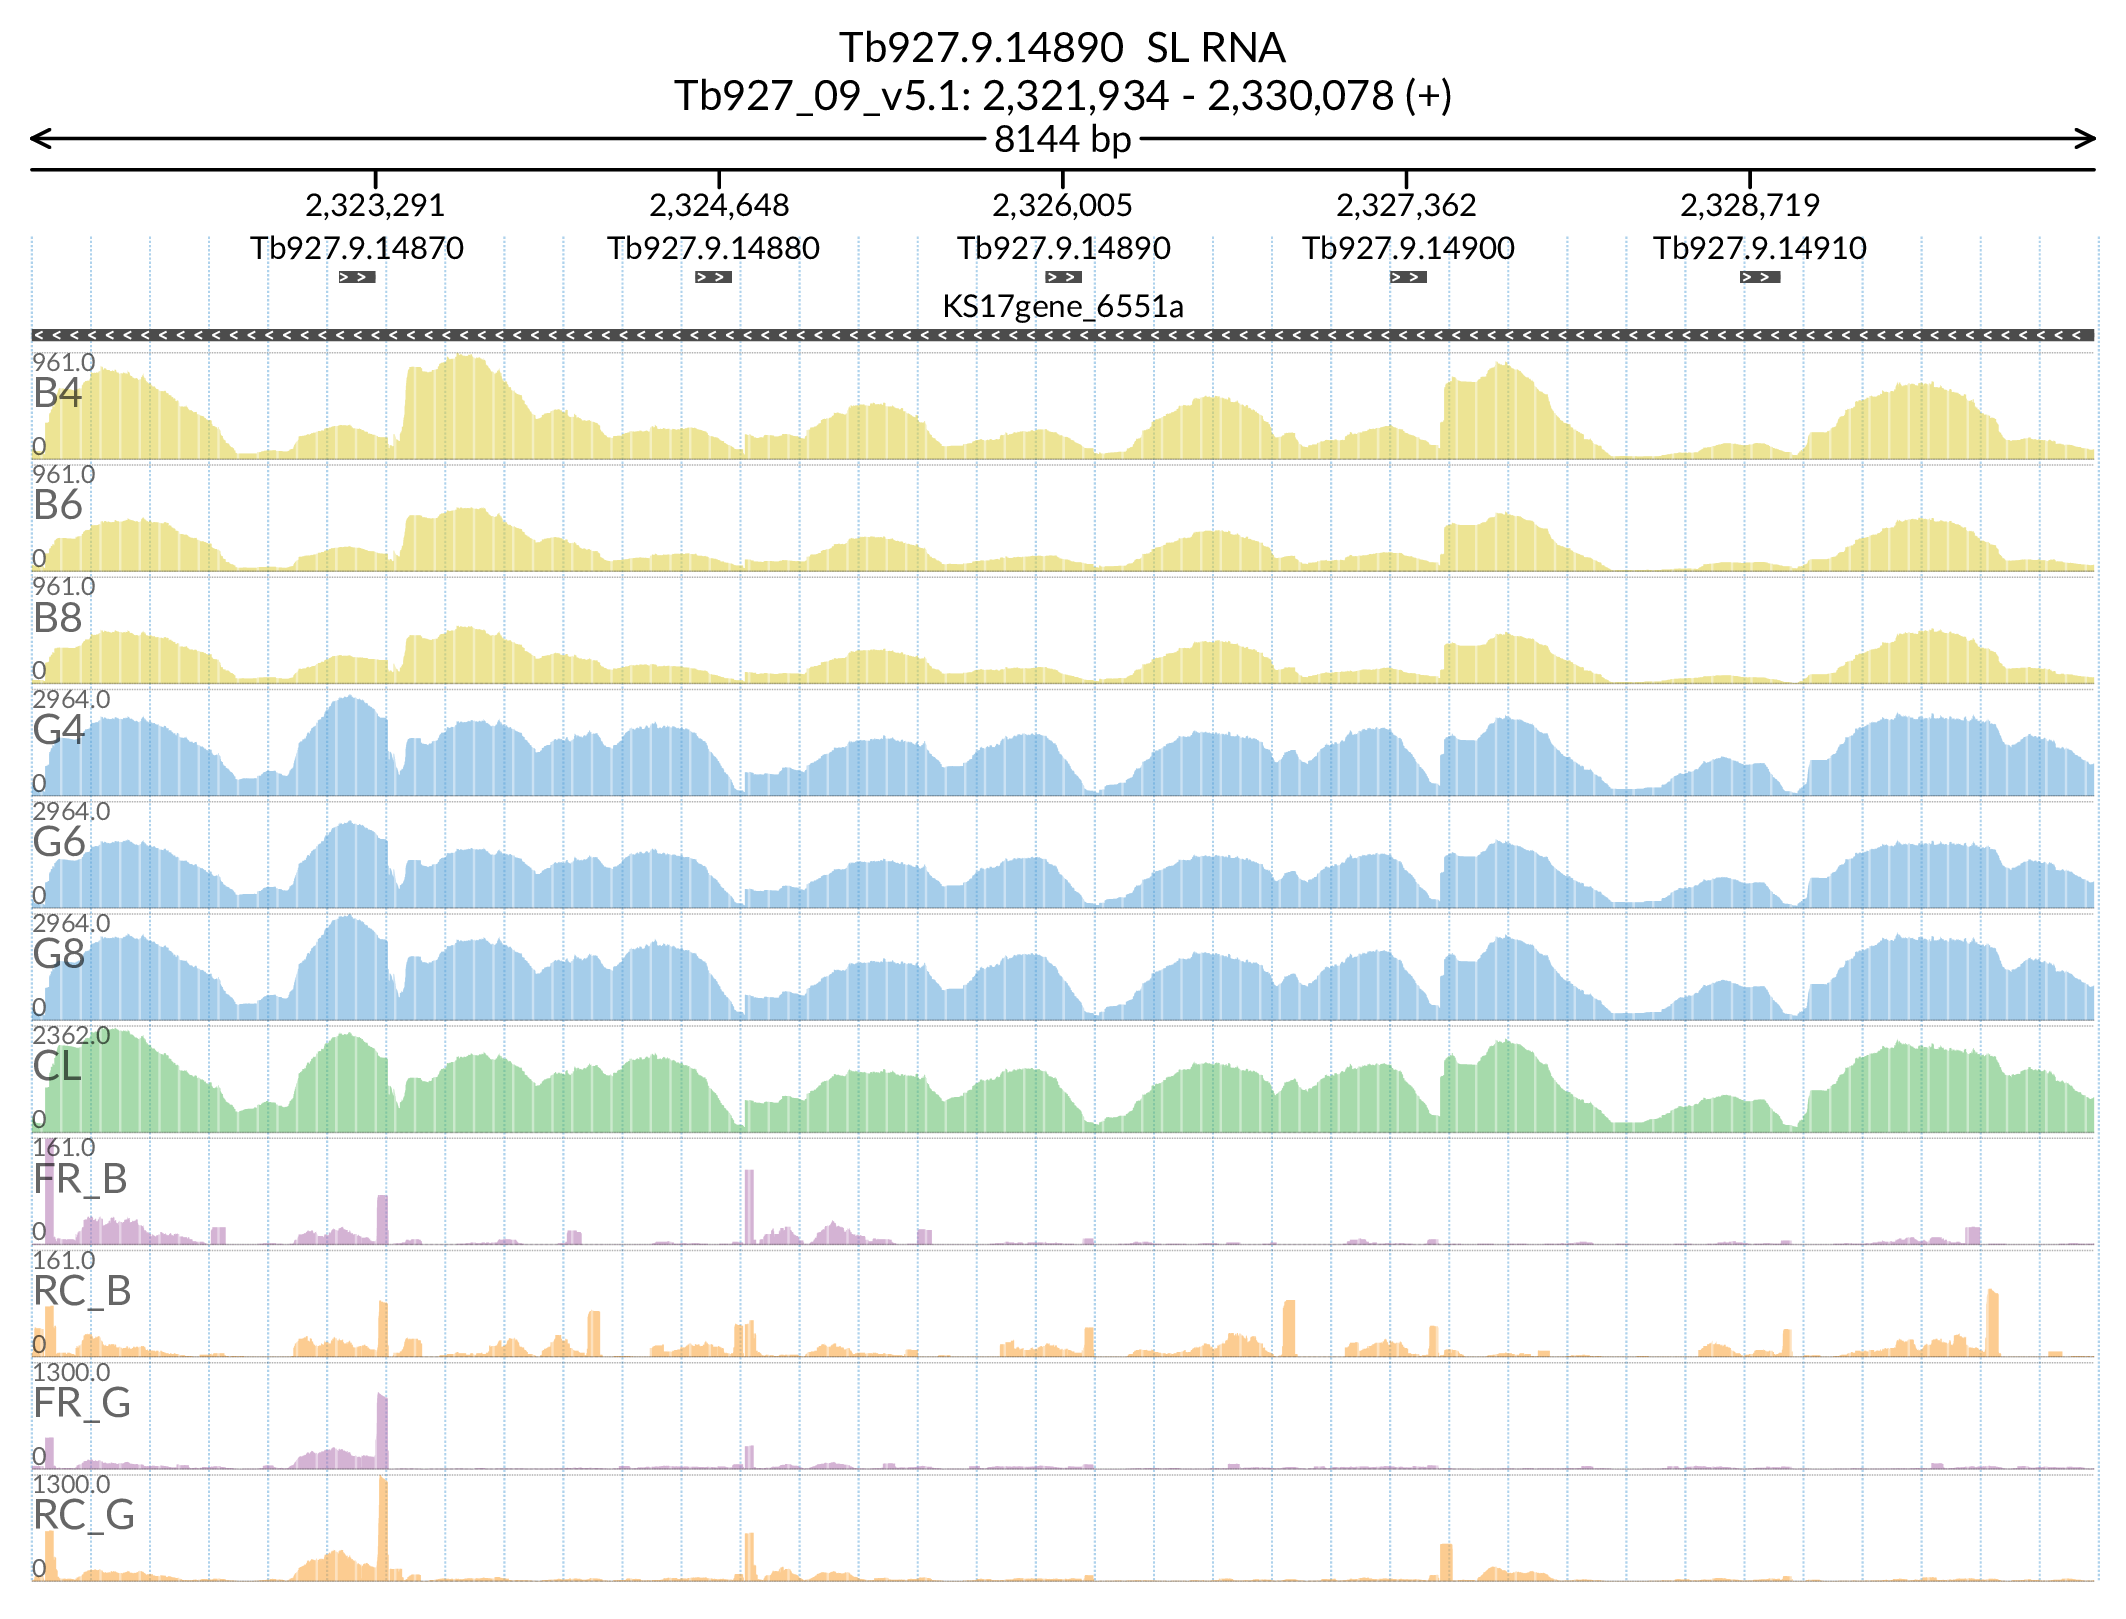 Tb927.9.14890  SL RNA
Tb927_09_v5.1: 2,321,934 - 2,330,078 (+)
8144 bp
2,323,291 2,324,648 2,326,005 2,327,362 2,328,719
Tb927.9.14870 Tb927.9.14880 Tb927.9.14890 Tb927.9.14900 Tb927.9.14910
KS17gene_6551a
961.0
B4
0
961.0
B6
0
961.0
B8
0
2964.0
G4
0
2964.0
G6
0
2964.0
G8
0
2362.0
CL
0
161.0
FR_B
0
161.0
RC_B
0
1300.0
FR_G
0
1300.0
RC_G
0